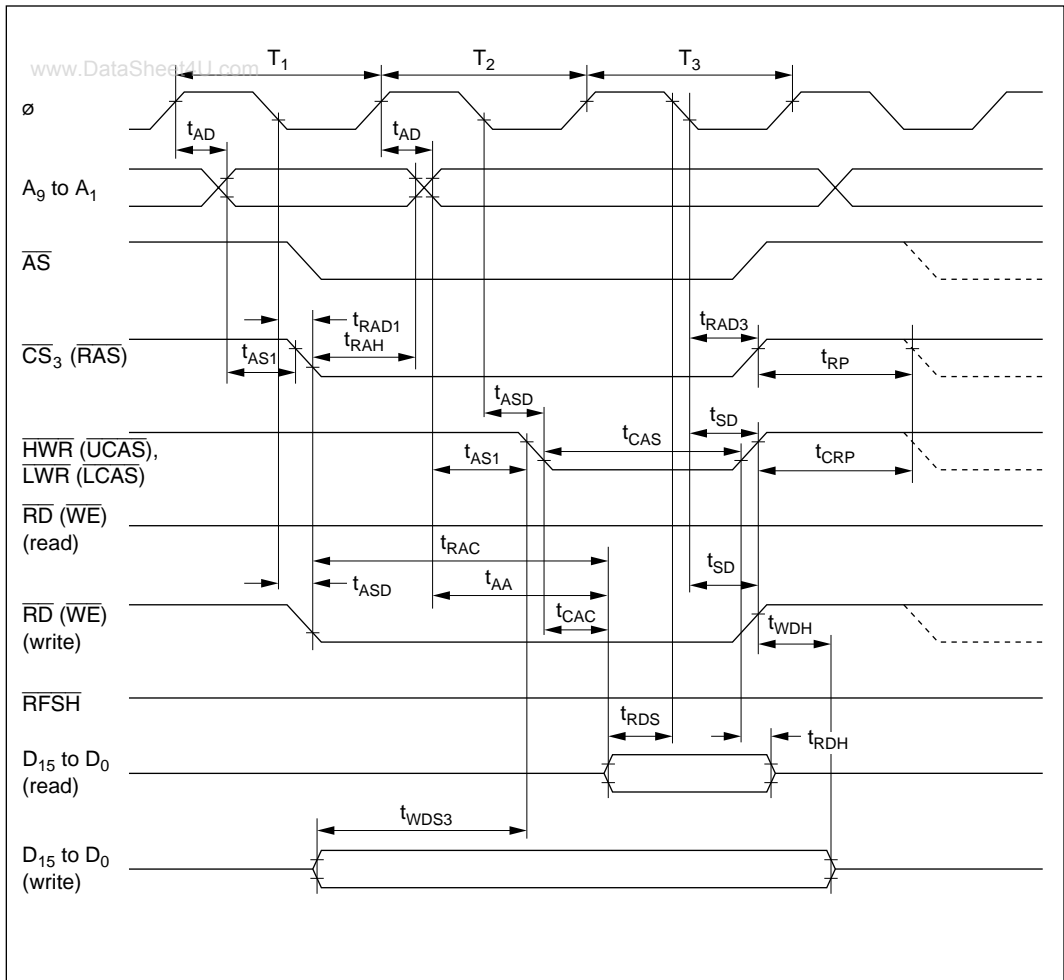 www.DataSheet4U.com
T1 T2 T3
ø
tAD tAD
A9 to A1
AS
tRAD1 tRAD3
tRAH
CS3 (RAS) tAS1 tRP
tASD tSD
HWR (UCAS), tCAS
LWR (LCAS) tAS1 tCRP
RD (WE)
(read)
tRAC tSD
tASD tAA
RD (WE) tCAC
(write) tWDH
RFSH
tRDS tRDH
D15 to D0
(read)
tWDS3
D15 to D0
(write)